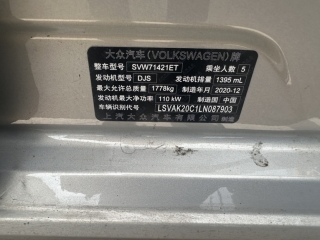 大众汽车(VOLKSWAGEN)牌
整车型号 SVW71421ET 乘坐人数 5
发动机型号 DJS 发动机排量 1395 mL
最大允许总质量 1778kg 制造年月 2020-12
发动机最大净功率 110 kW 制造国 中国
车辆识别代号 LSVAK20C1LN087903
上汽大众汽车有限公司 制造